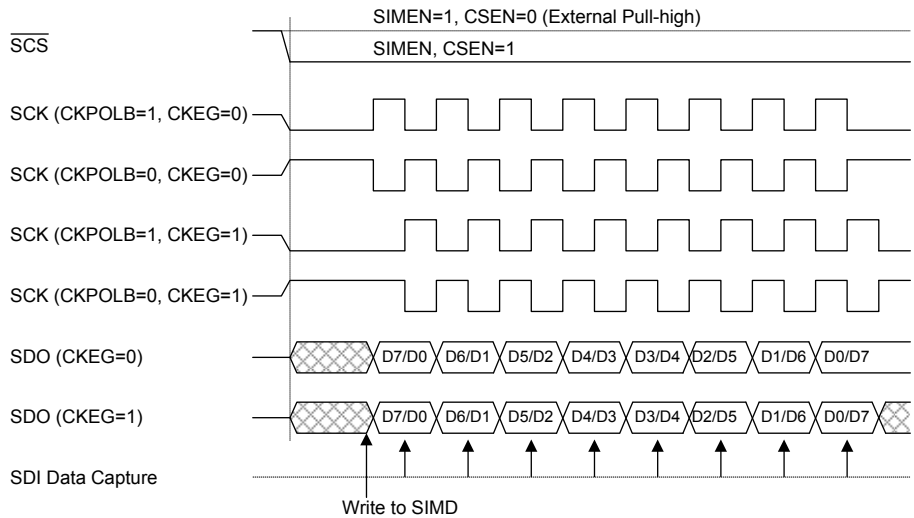 SIMEN=1, CSEN=0 (External Pull-high)
SCS
SIMEN, CSEN=1
SCK (CKPOLB=1, CKEG=0)
SCK (CKPOLB=0, CKEG=0)
SCK (CKPOLB=1, CKEG=1)
SCK (CKPOLB=0, CKEG=1)
SDO (CKEG=0) D7/D0 D6/D1 D5/D2 D4/D3 D3/D4 D2/D5 D1/D6 D0/D7
SDO (CKEG=1) D7/D0 D6/D1 D5/D2 D4/D3 D3/D4 D2/D5 D1/D6 D0/D7
SDI Data Capture
Write to SIMD